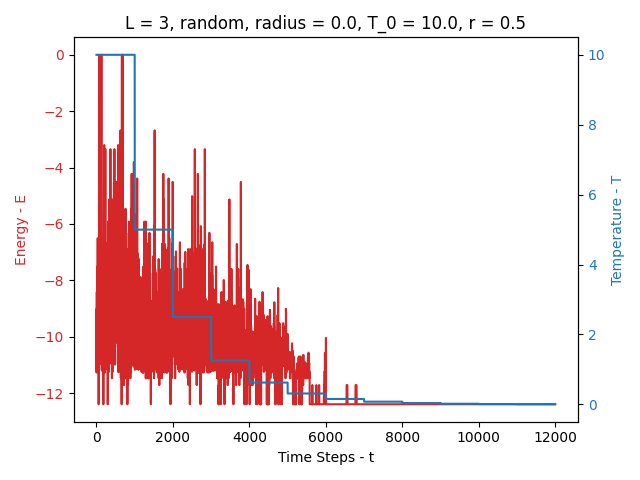 L = 3, random, radius = 0.0, T_0 = 10.0, r = 0.5
Energy - E
0
−2
−4
−6
−8
−10
−12
0 2000 4000 6000 8000 10000 12000
Time Steps - t
10
8
6
4
2
0
Temperature - T